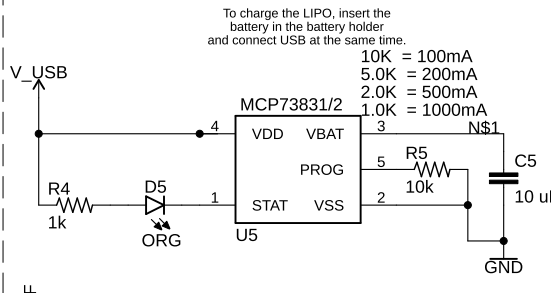 To charge the LIPO, insert the
battery in the battery holder
and connect USB at the same time.
10K = 100mA
5.0K = 200mA
2.0K = 500mA
1.0K = 1000mA
V_USB
MCP73831/2
4
VDD
VBAT
3
N$1
PROG
5
R5
10k
C5
10 u
R4
1k
D5
ORG
1
STAT
VSS
2
U5
GND